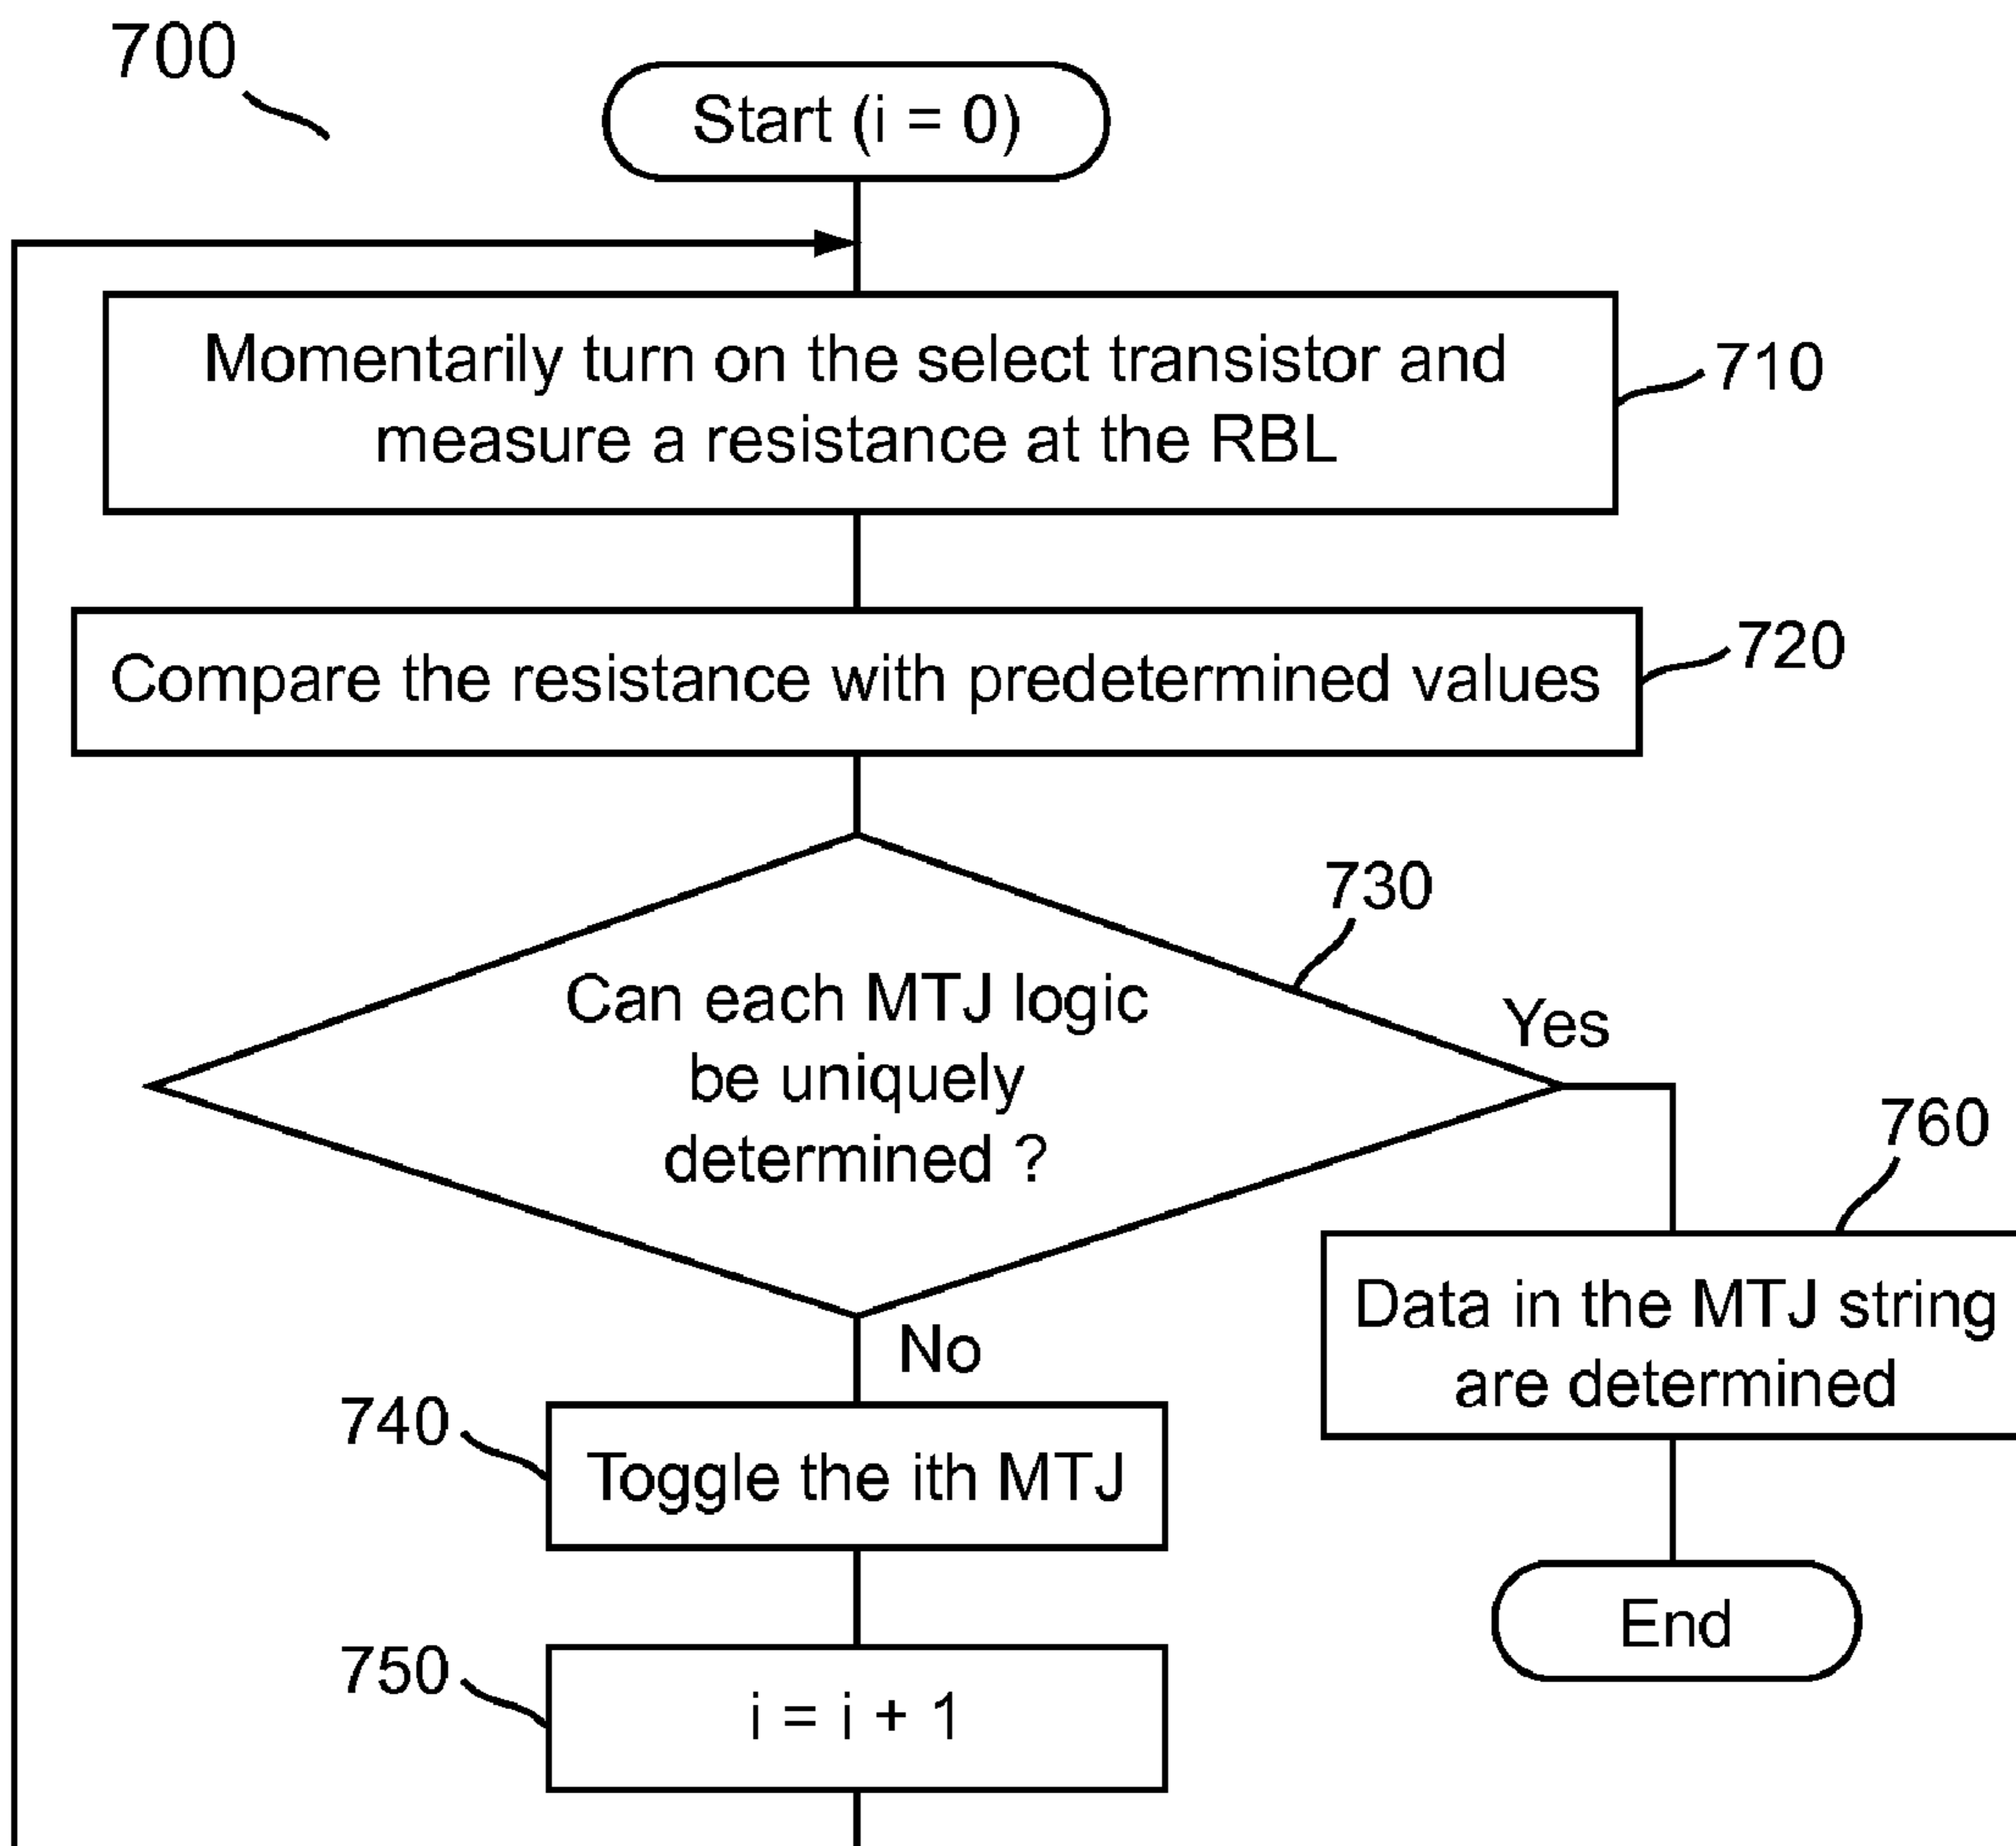 700
Start (i = 0)
Momentarily turn on the select transistor and
measure a resistance at the RBL
710
Compare the resistance with predetermined values
720
730
Can each MTJ logic
be uniquely
determined ?
Yes
760
Data in the MTJ string
are determined
No
740
Toggle the ith MTJ
End
750
i = i + 1